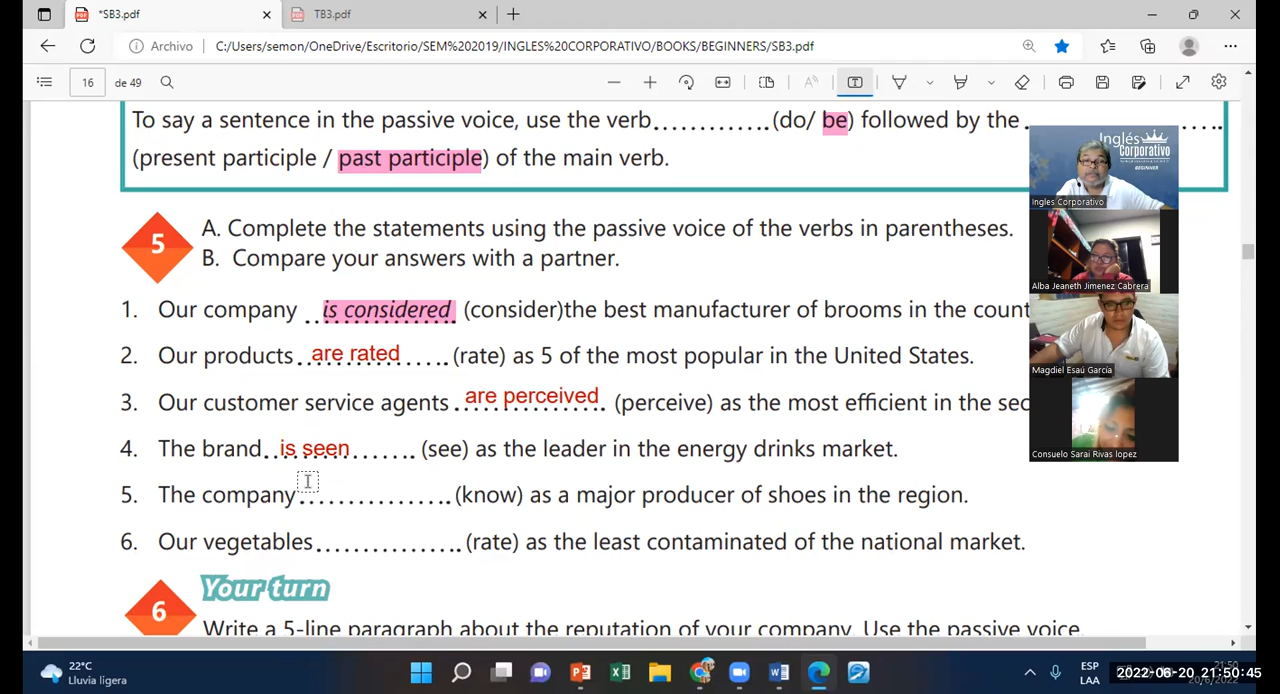 *SB3.pdf
TB3.pdf
Archivo
C:/Users/semon/OneDrive/Escritorio/SEM%202019/INGLES%20CORPORATIVO/BOOKS/BEGINNERS/SB3.pdf
16 de 49
To say a sentence in the passive voice, use the verb.............(do/ be) followed by the
(present participle / past participle) of the main verb.
5
A. Complete the statements using the passive voice of the verbs in parentheses.
B. Compare your answers with a partner.
1. Our company ..is considered (consider)the best manufacturer of brooms in the count
2. Our products..are rated......(rate) as 5 of the most popular in the United States.
3. Our customer service agents ..are perceived. (perceive) as the most efficient in the sec
4. The brand..is seen....... (see) as the leader in the energy drinks market.
5. The company................(know) as a major producer of shoes in the region.
6. Our vegetables...............(rate) as the least contaminated of the national market.
6
Your turn
Write a 5-line paragraph about the reputation of your company. Use the passive voice.
Inglés
Corporativo
BEGINNER
Ingles Corporativo
Alba Jeaneth Jimenez Cabrera
Magdiel Esaú García
Consuelo Sarai Rivas lopez
22°C
Lluvia ligera
ESP
LAA
2022-06-20 21:50:45